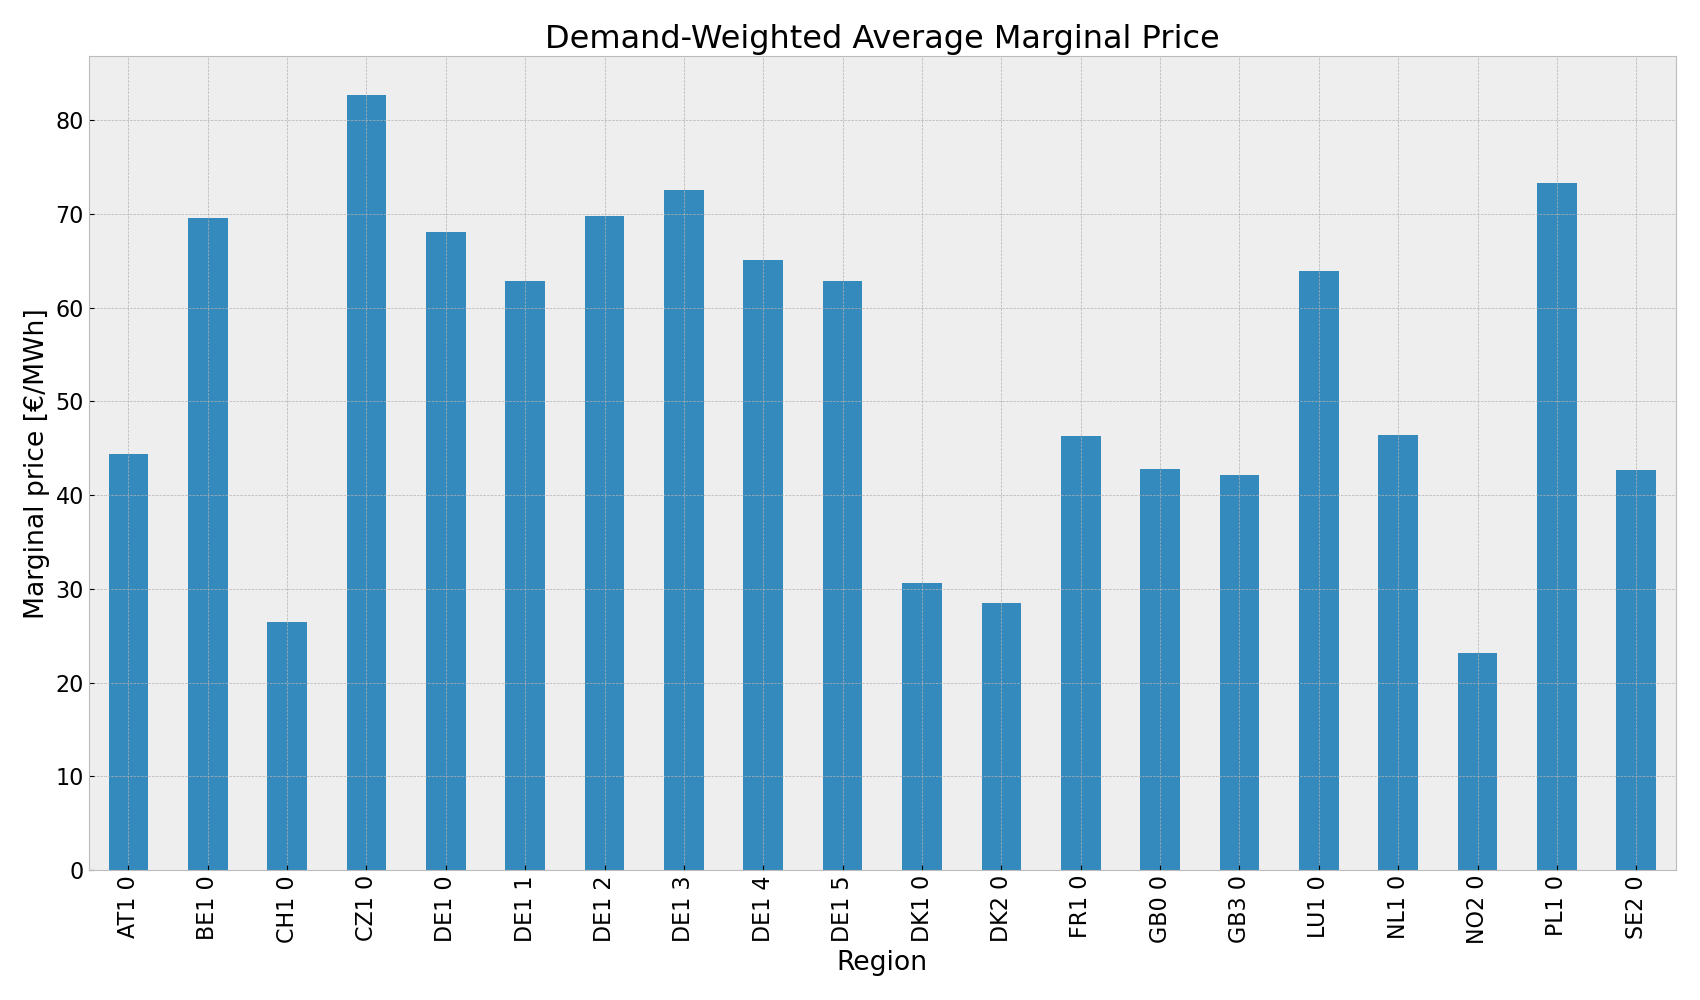 Demand-Weighted Average Marginal Price
Marginal price [€/MWh]
80
70
60
50
40
30
20
10
0
AT1 0
BE1 0
CH1 0
CZ1 0
DE1 0
DE1 1
DE1 2
DE1 3
DE1 4
DE1 5
DK1 0
DK2 0
FR1 0
GB0 0
GB3 0
LU1 0
NL1 0
NO2 0
PL1 0
SE2 0
Region